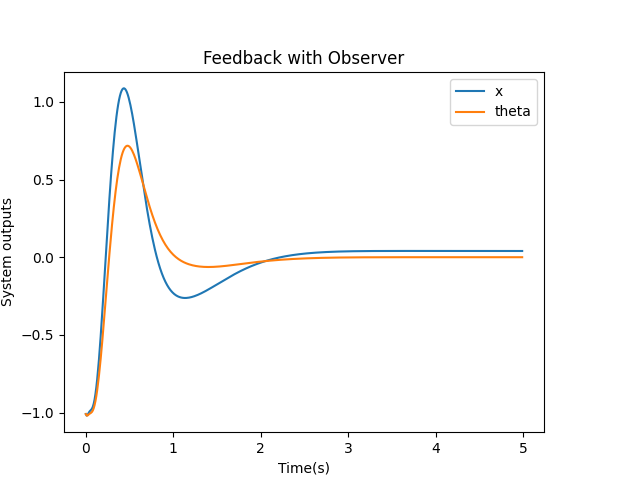 Feedback with Observer
x
theta
System outputs
1.0
0.5
0.0
−0.5
−1.0
0 1 2 3 4 5
Time(s)